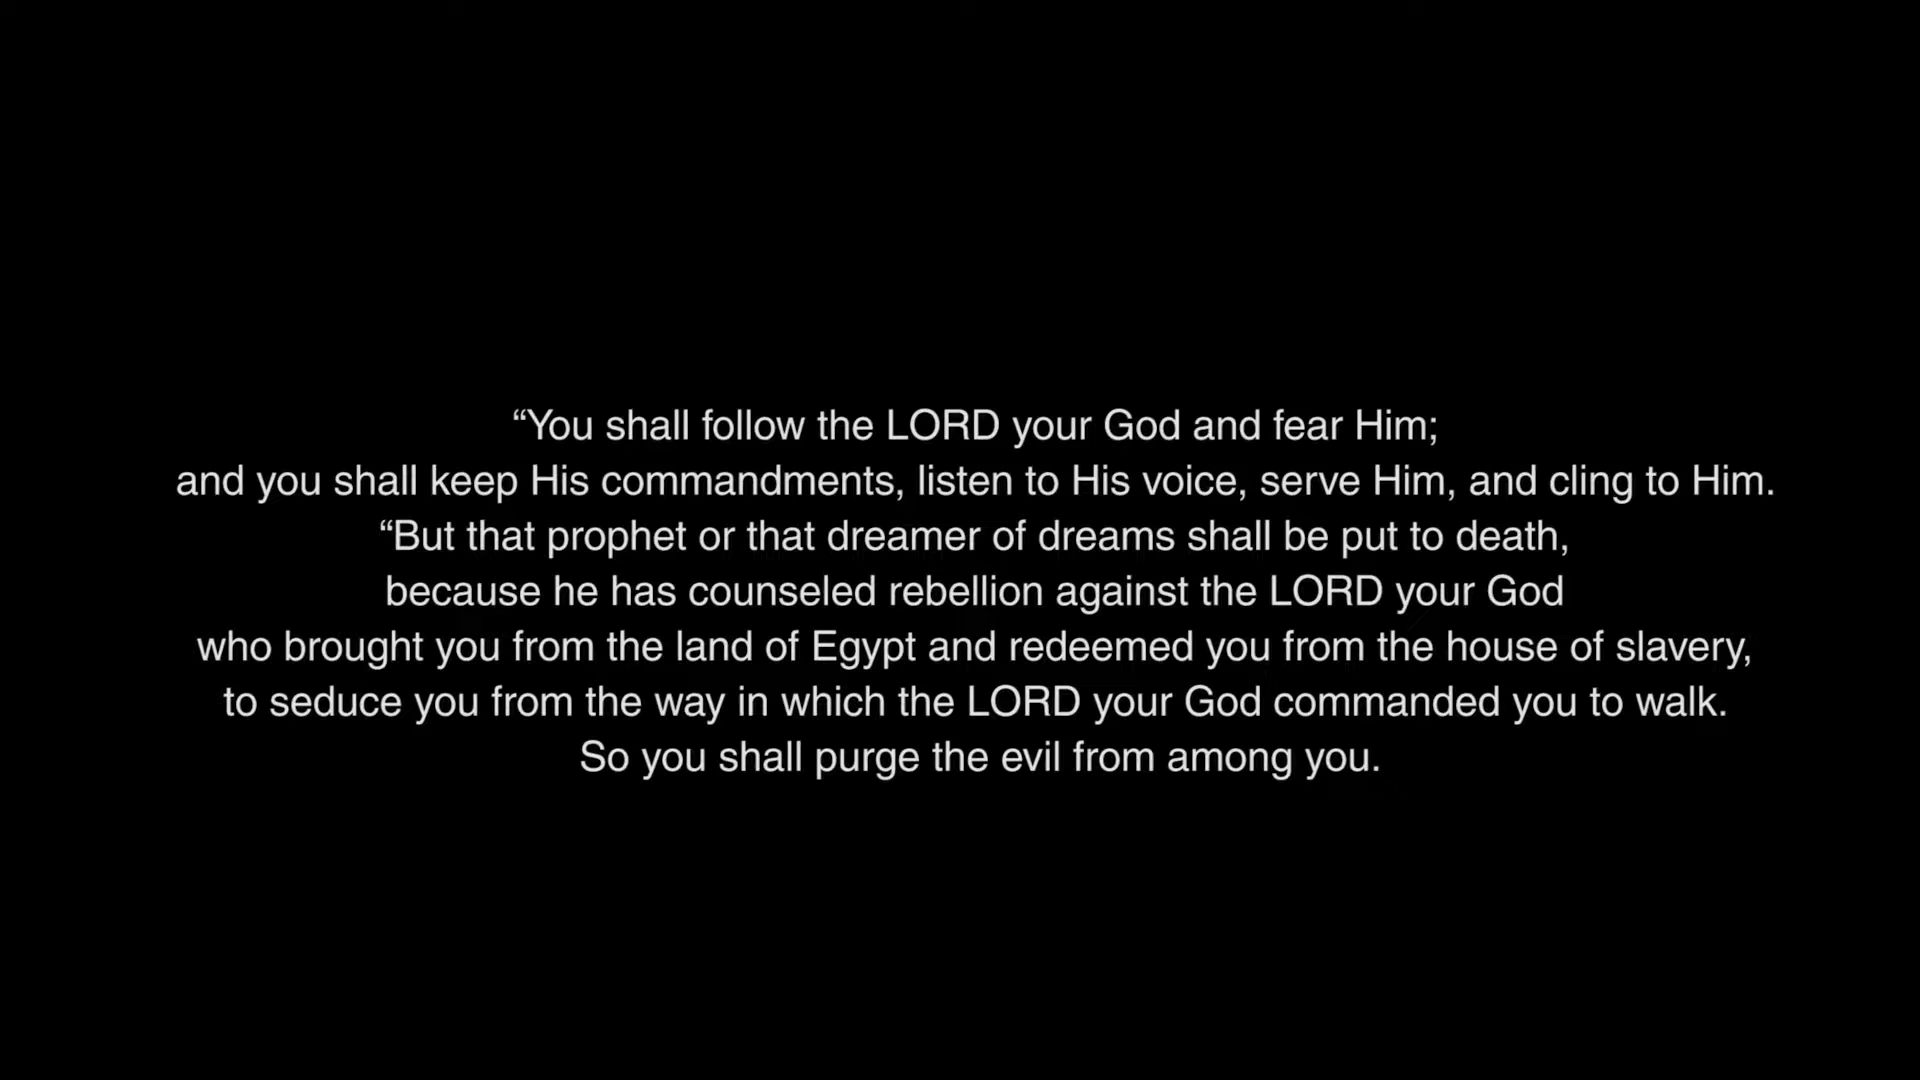 “You shall follow the LORD your God and fear Him;
and you shall keep His commandments, listen to His voice, serve Him, and cling to Him.
“But that prophet or that dreamer of dreams shall be put to death,
because he has counseled rebellion against the LORD your God
who brought you from the land of Egypt and redeemed you from the house of slavery,
to seduce you from the way in which the LORD your God commanded you to walk.
So you shall purge the evil from among you.